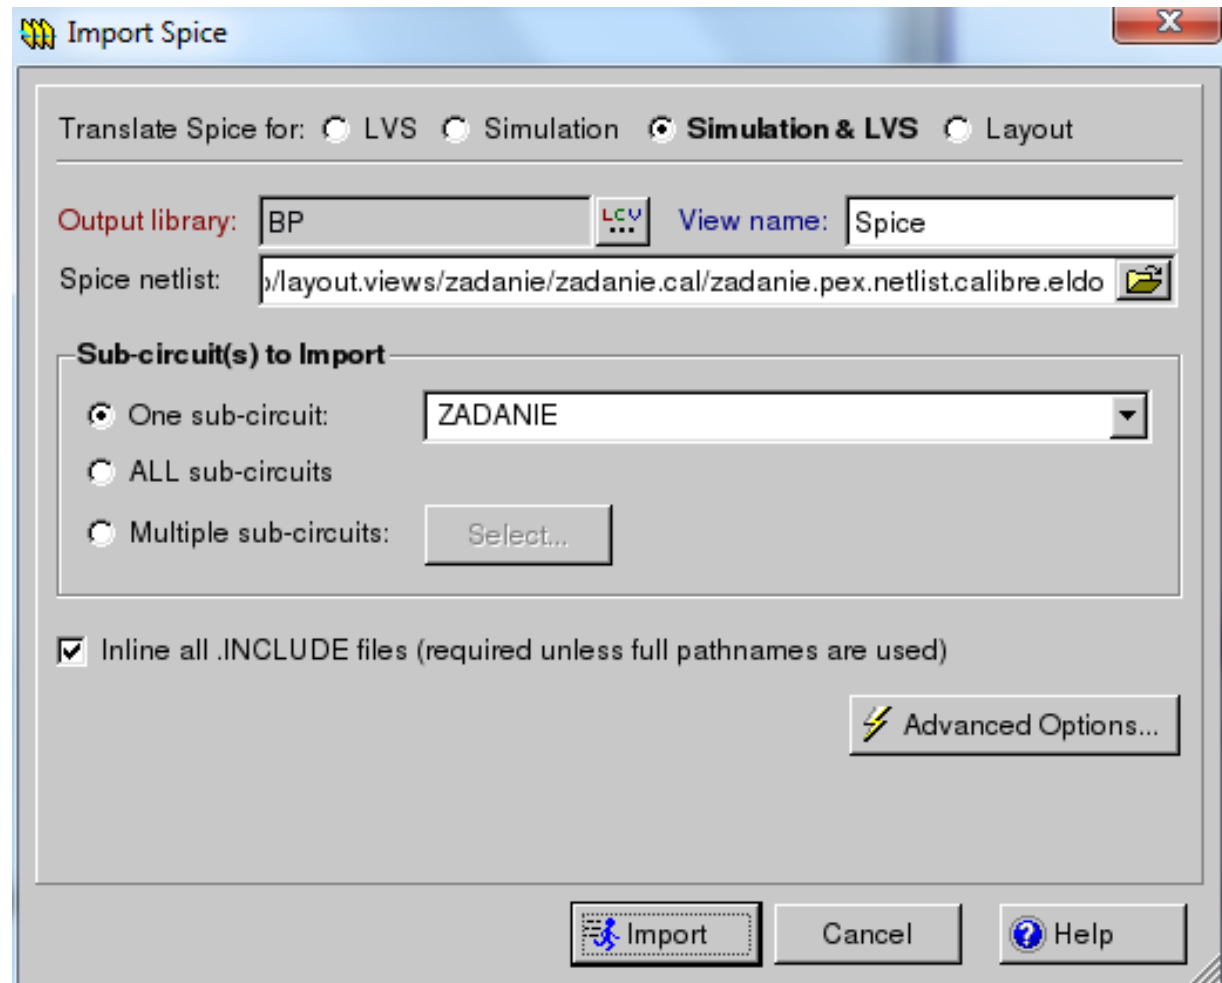 Import Spice
Translate Spice for: LVS Simulation Simulation & LVS Layout
Output library: BP LCV... View name: Spice
Spice netlist: /layout.views/zadanie/zadanie.cal/zadanie.pex.netlist.calibre.eldo
Sub-circuit(s) to Import
One sub-circuit: ZADANIE
ALL sub-circuits
Multiple sub-circuits: Select...
Inline all .INCLUDE files (required unless full pathnames are used)
Advanced Options...
Import Cancel Help